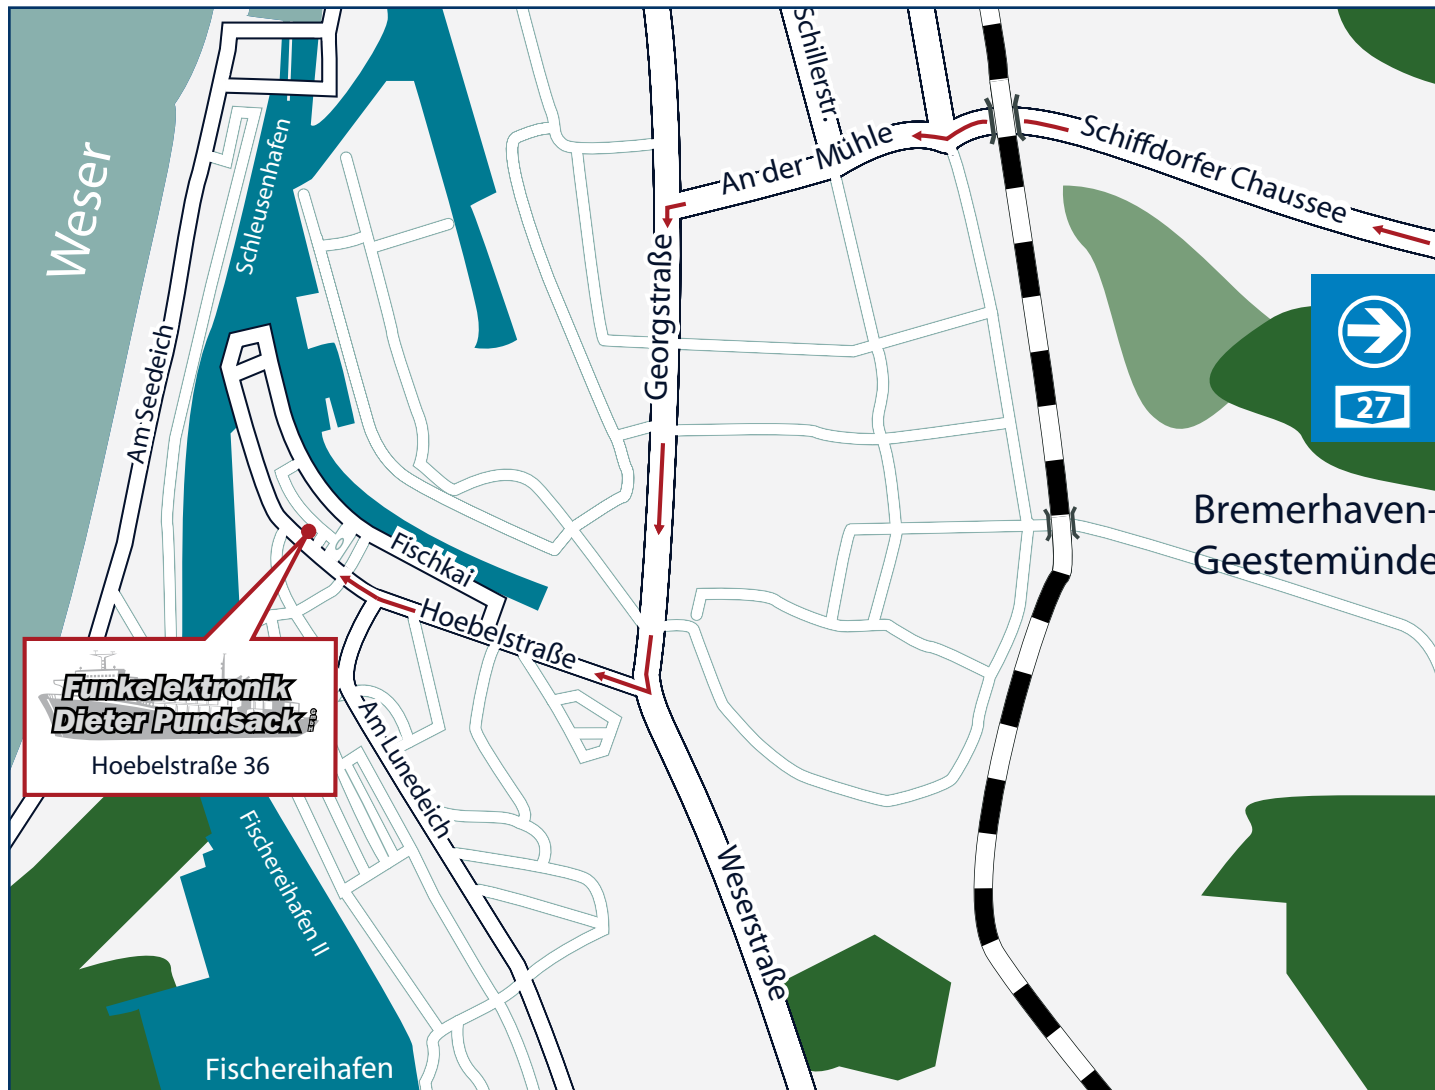 Schillerstr.
Schiffdorfer Chaussee
An der Mühle
Weser
Schleusenhafen
Georgstraße
Am Seedeich
27
Bremerhaven-
Geestemünde
Fischkai
Hoebelstraße
Funkelektronik
Dieter Pundsack
Hoebelstraße 36
Am Lunedeich
Fischereihafen II
Weserstraße
Fischereihafen